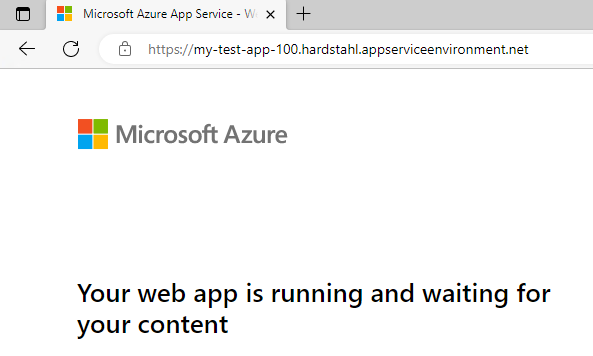 Microsoft Azure App Service - W
https://my-test-app-100.hardstahl.appserviceenvironment.net
Microsoft Azure
Your web app is running and waiting for
your content